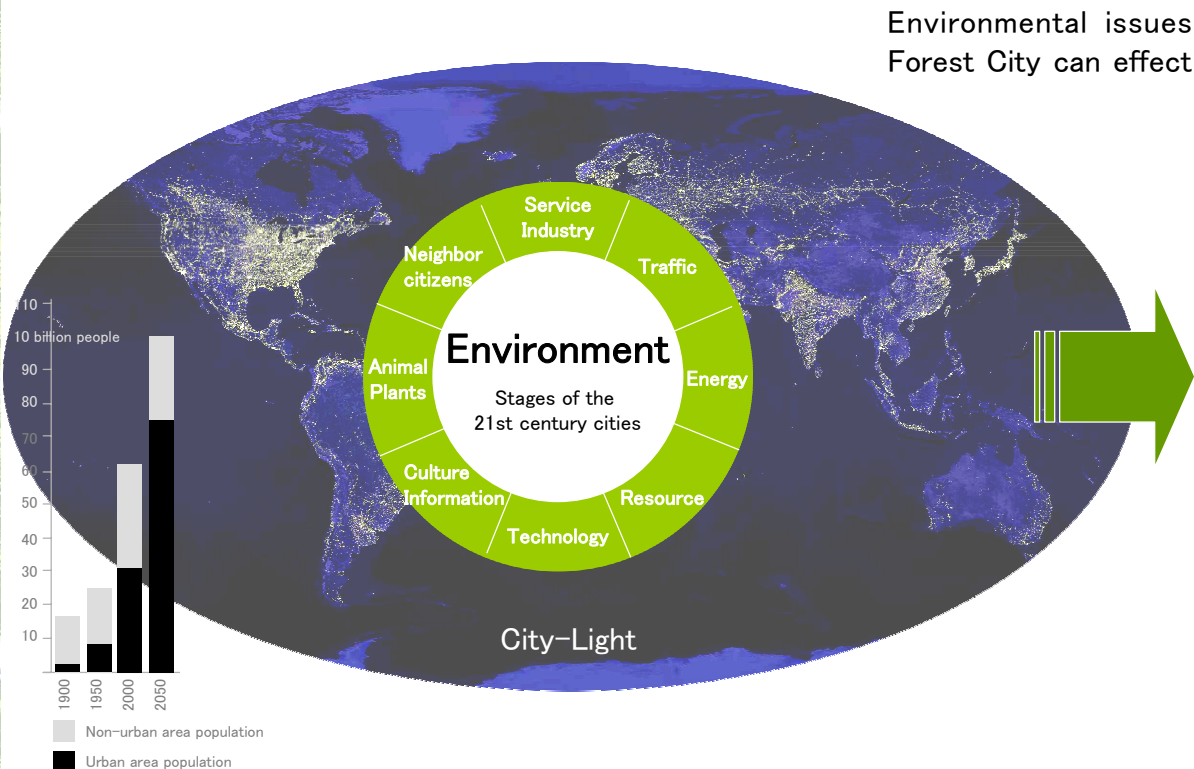 Environmental issues
Forest City can effect
Service
Industry
Traffic
Energy
Resource
Technology
Culture
Information
Animal
Plants
Neighbor
citizens
Environment
Stages of the
21st century cities
City-Light
110
10 billion people
90
80
70
60
50
40
30
20
10
1900
1950
2000
2050
Non-urban area population
Urban area population